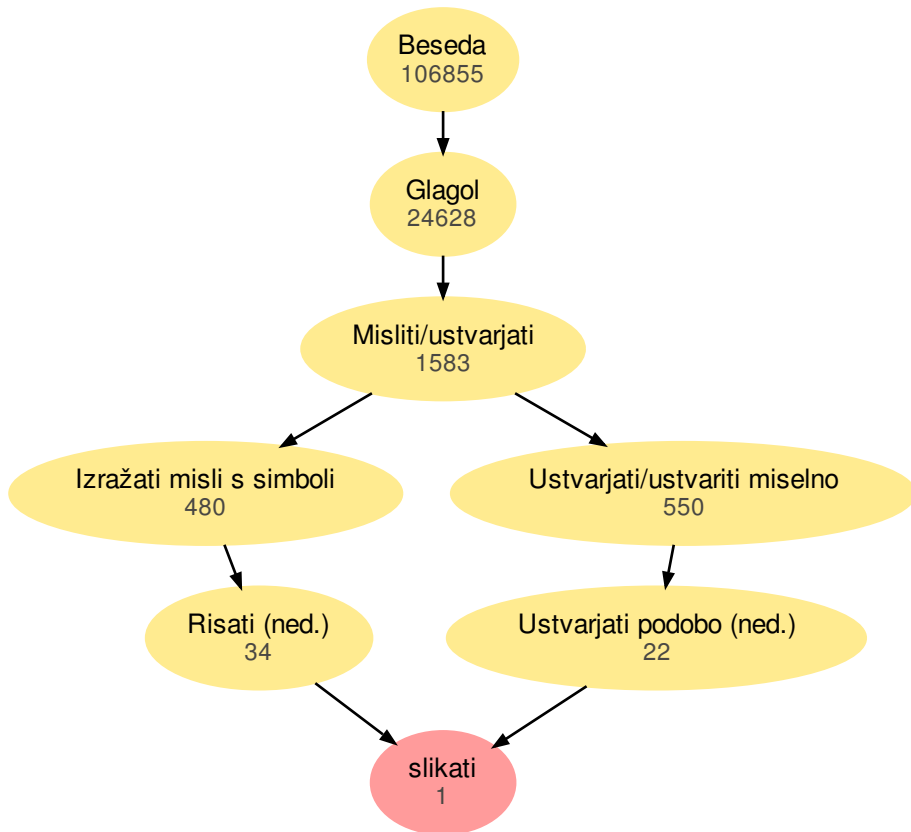 Beseda
106855
Glagol
24628
Misliti/ustvarjati
1583
Izražati misli s simboli
480
Ustvarjati/ustvariti miselno
550
Risati (ned.)
34
Ustvarjati podobo (ned.)
22
slikati
1